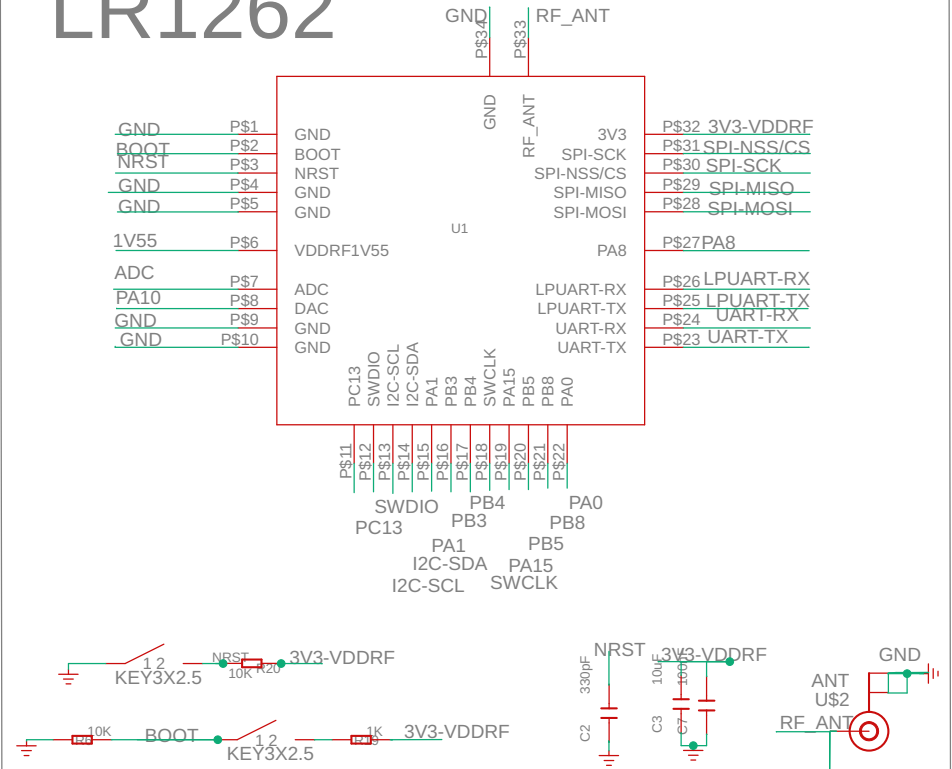 LR1262
GND RF_ANT
P$34 P$33
GND RF_ANT
GND P$1 GND 3V3 P$32 3V3-VDDRF
BOOT P$2 BOOT SPI-SCK P$31 SPI-NSS/CS
NRST P$3 NRST SPI-NSS/CS P$30 SPI-SCK
GND P$4 GND SPI-MISO P$29 SPI-MISO
GND P$5 GND SPI-MOSI P$28 SPI-MOSI
U1
1V55 P$6 VDDRF1V55 PA8 P$27 PA8
ADC P$7 ADC LPUART-RX P$26 LPUART-RX
PA10 P$8 DAC LPUART-TX P$25 LPUART-TX
GND P$9 GND UART-RX P$24 UART-RX
GND P$10 GND UART-TX P$23 UART-TX
PC13 SWDIO I2C-SCL I2C-SDA PA1 PB3 PB4 SWCLK PA15 PB5 PB8 PA0
P$11 P$12 P$13 P$14 P$15 P$16 P$17 P$18 P$19 P$20 P$21 P$22
SWDIO PB4 PA0
PC13 PB3 PB8
PA1 PB5
I2C-SDA PA15
I2C-SCL SWCLK
NRST 3V3-VDDRF
1 2 10K R20
KEY3X2.5
10K BOOT 1K 3V3-VDDRF
1 2 R19
KEY3X2.5
NRST 3V3-VDDRF
330pF 10uF 100nF
C2 C3 C7
GND
ANT
U$2
RF_ANT